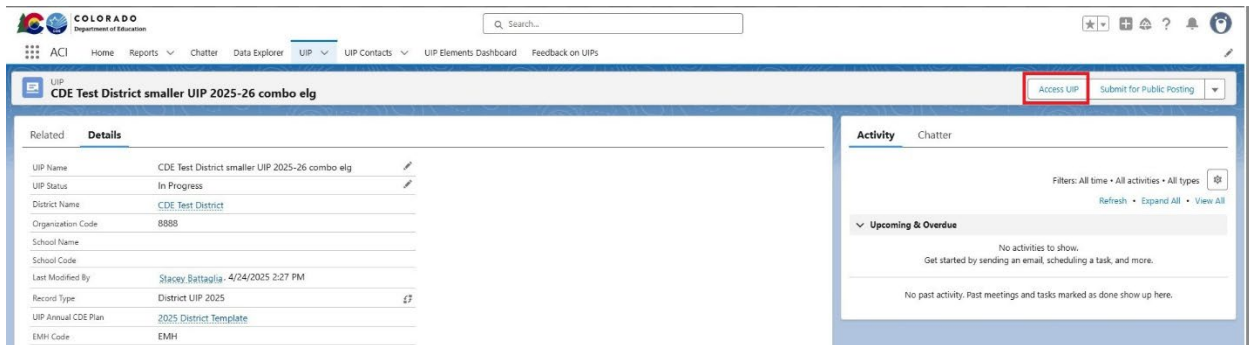 COLORADO
Department of Education
Search...
ACI Home Reports Chatter Data Explorer UIP UIP Contacts UIP Elements Dashboard Feedback on UIPs
UIP
CDE Test District smaller UIP 2025-26 combo elg
Access UIP Submit for Public Posting
Related Details
UIP Name CDE Test District smaller UIP 2025-26 combo elg
UIP Status In Progress
District Name CDE Test District
Organization Code 8888
School Name
School Code
Last Modified By Stacey Battaglia, 4/24/2025 2:27 PM
Record Type District UIP 2025
UIP Annual CDE Plan 2025 District Template
EMH Code EMH
Activity Chatter
Filters: All time • All activities • All types
Refresh • Expand All • View All
Upcoming & Overdue
No activities to show.
Get started by sending an email, scheduling a task, and more.
No past activity. Past meetings and tasks marked as done show up here.